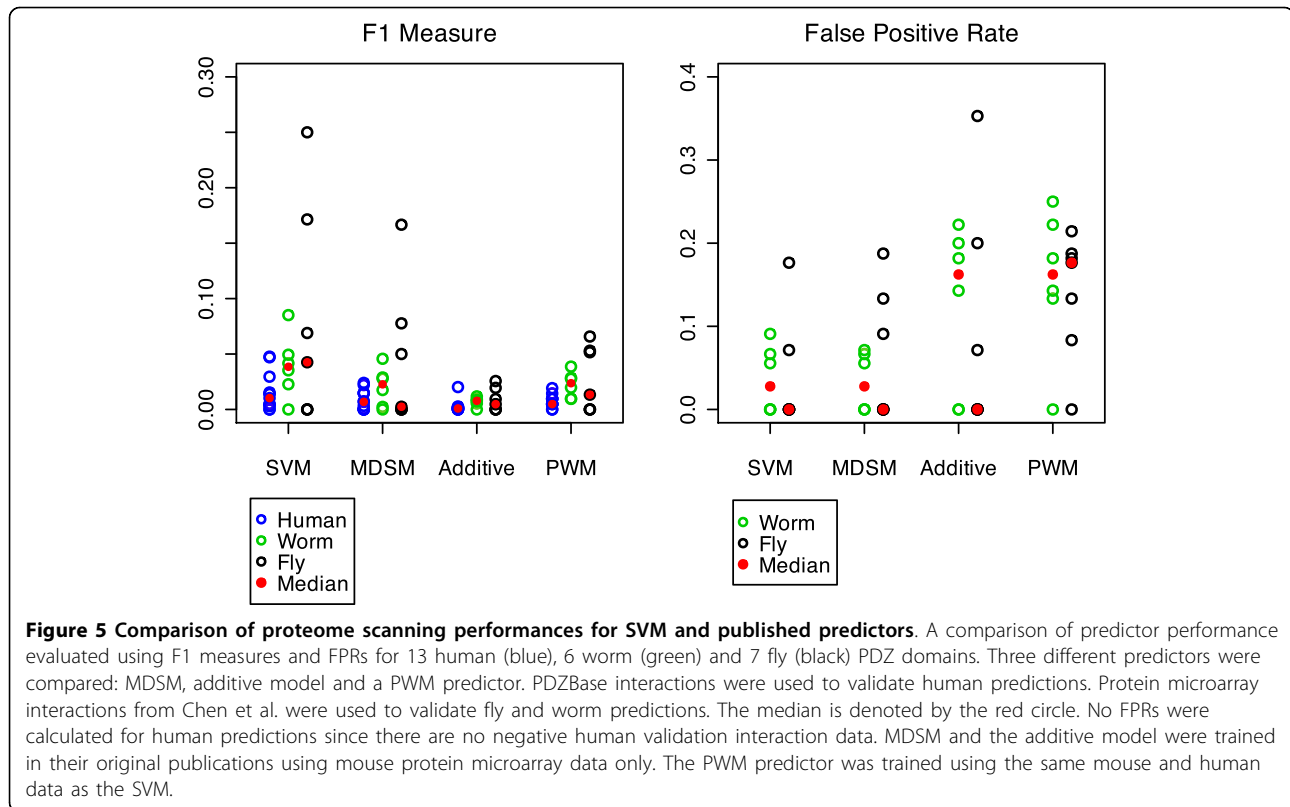 F1 Measure
0.30
0.20
0.10
0.00
SVM MDSM Additive PWM
Human
Worm
Fly
Median
False Positive Rate
0.4
0.3
0.2
0.1
0.0
SVM MDSM Additive PWM
Worm
Fly
Median
Figure 5 Comparison of proteome scanning performances for SVM and published predictors. A comparison of predictor performance
evaluated using F1 measures and FPRs for 13 human (blue), 6 worm (green) and 7 fly (black) PDZ domains. Three different predictors were
compared: MDSM, additive model and a PWM predictor. PDZBase interactions were used to validate human predictions. Protein microarray
interactions from Chen et al. were used to validate fly and worm predictions. The median is denoted by the red circle. No FPRs were
calculated for human predictions since there are no negative human validation interaction data. MDSM and the additive model were trained
in their original publications using mouse protein microarray data only. The PWM predictor was trained using the same mouse and human
data as the SVM.